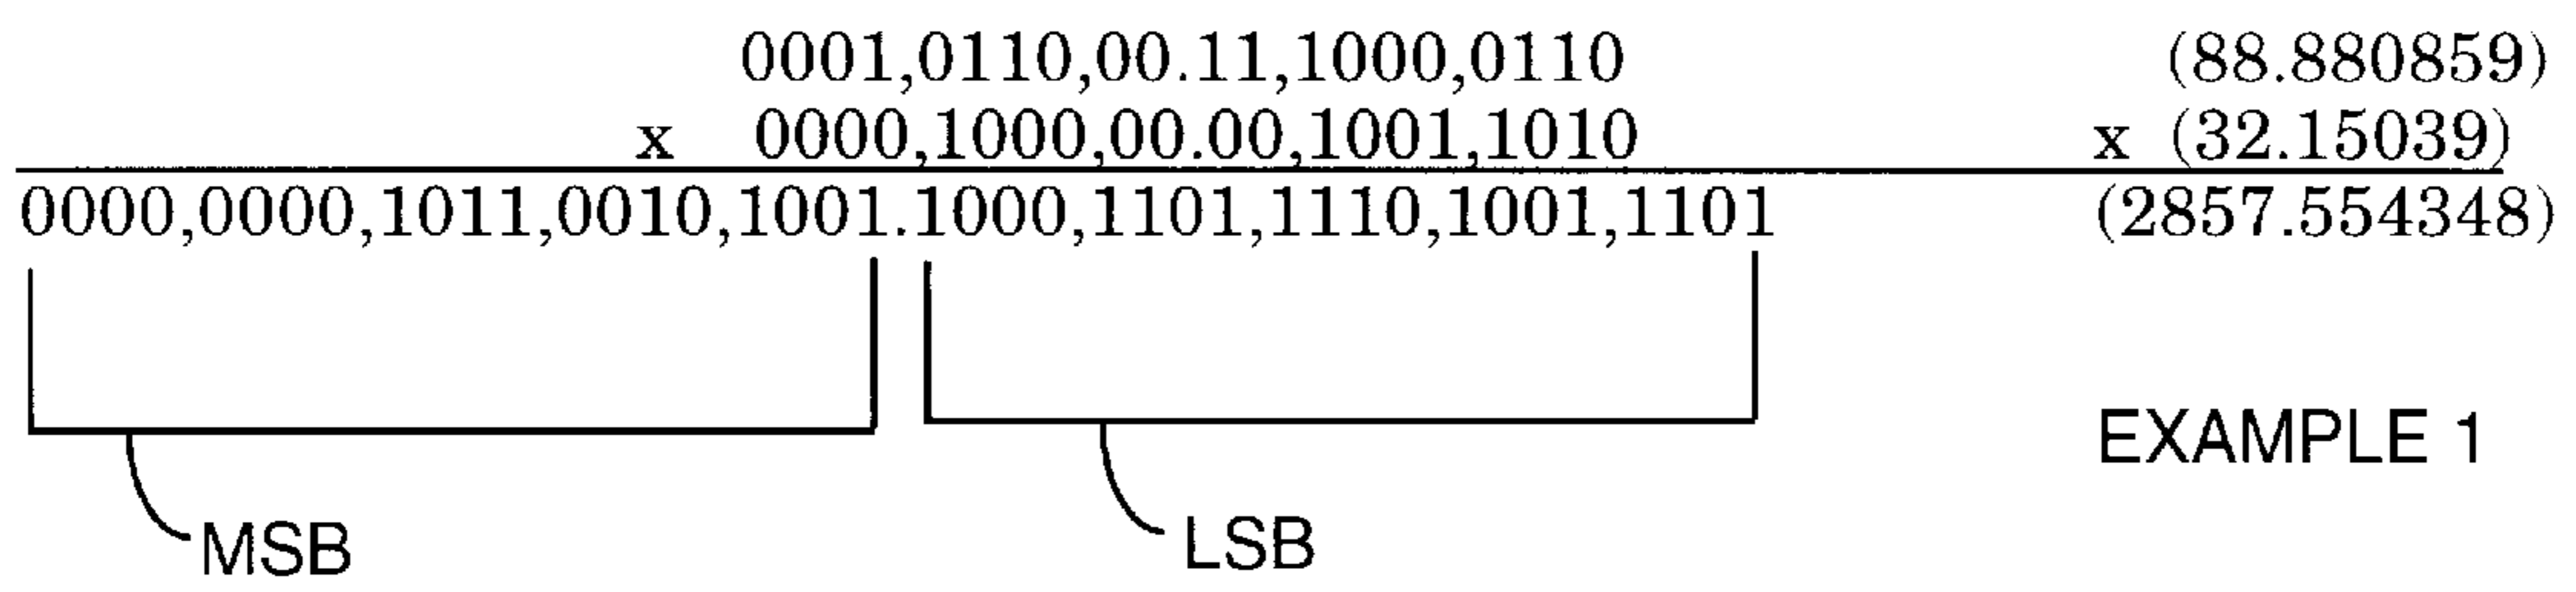 0001,0110,00.11,1000,0110 (88.880859)
x 0000,1000,00.00,1001,1010 x (32.15039)
0000,0000,1011,0010,1001.1000,1101,1110,1001,1101 (2857.554348)
EXAMPLE 1
MSB LSB